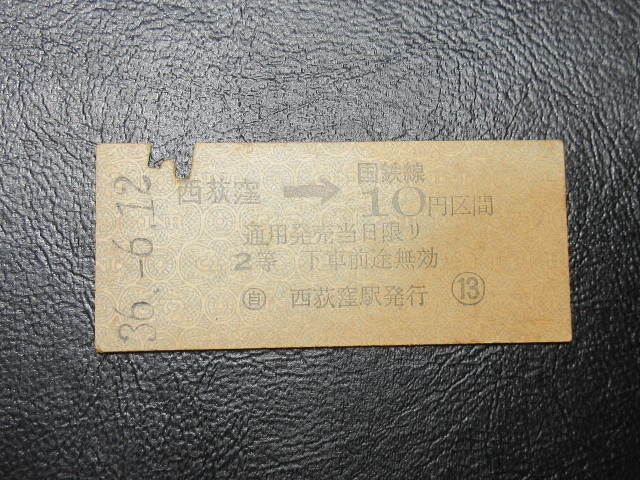 36.-6.12
西荻窪 → 国鉄線 10円区間
通用発売当日限り
2等 下車前途無効
自 西荻窪駅発行 13